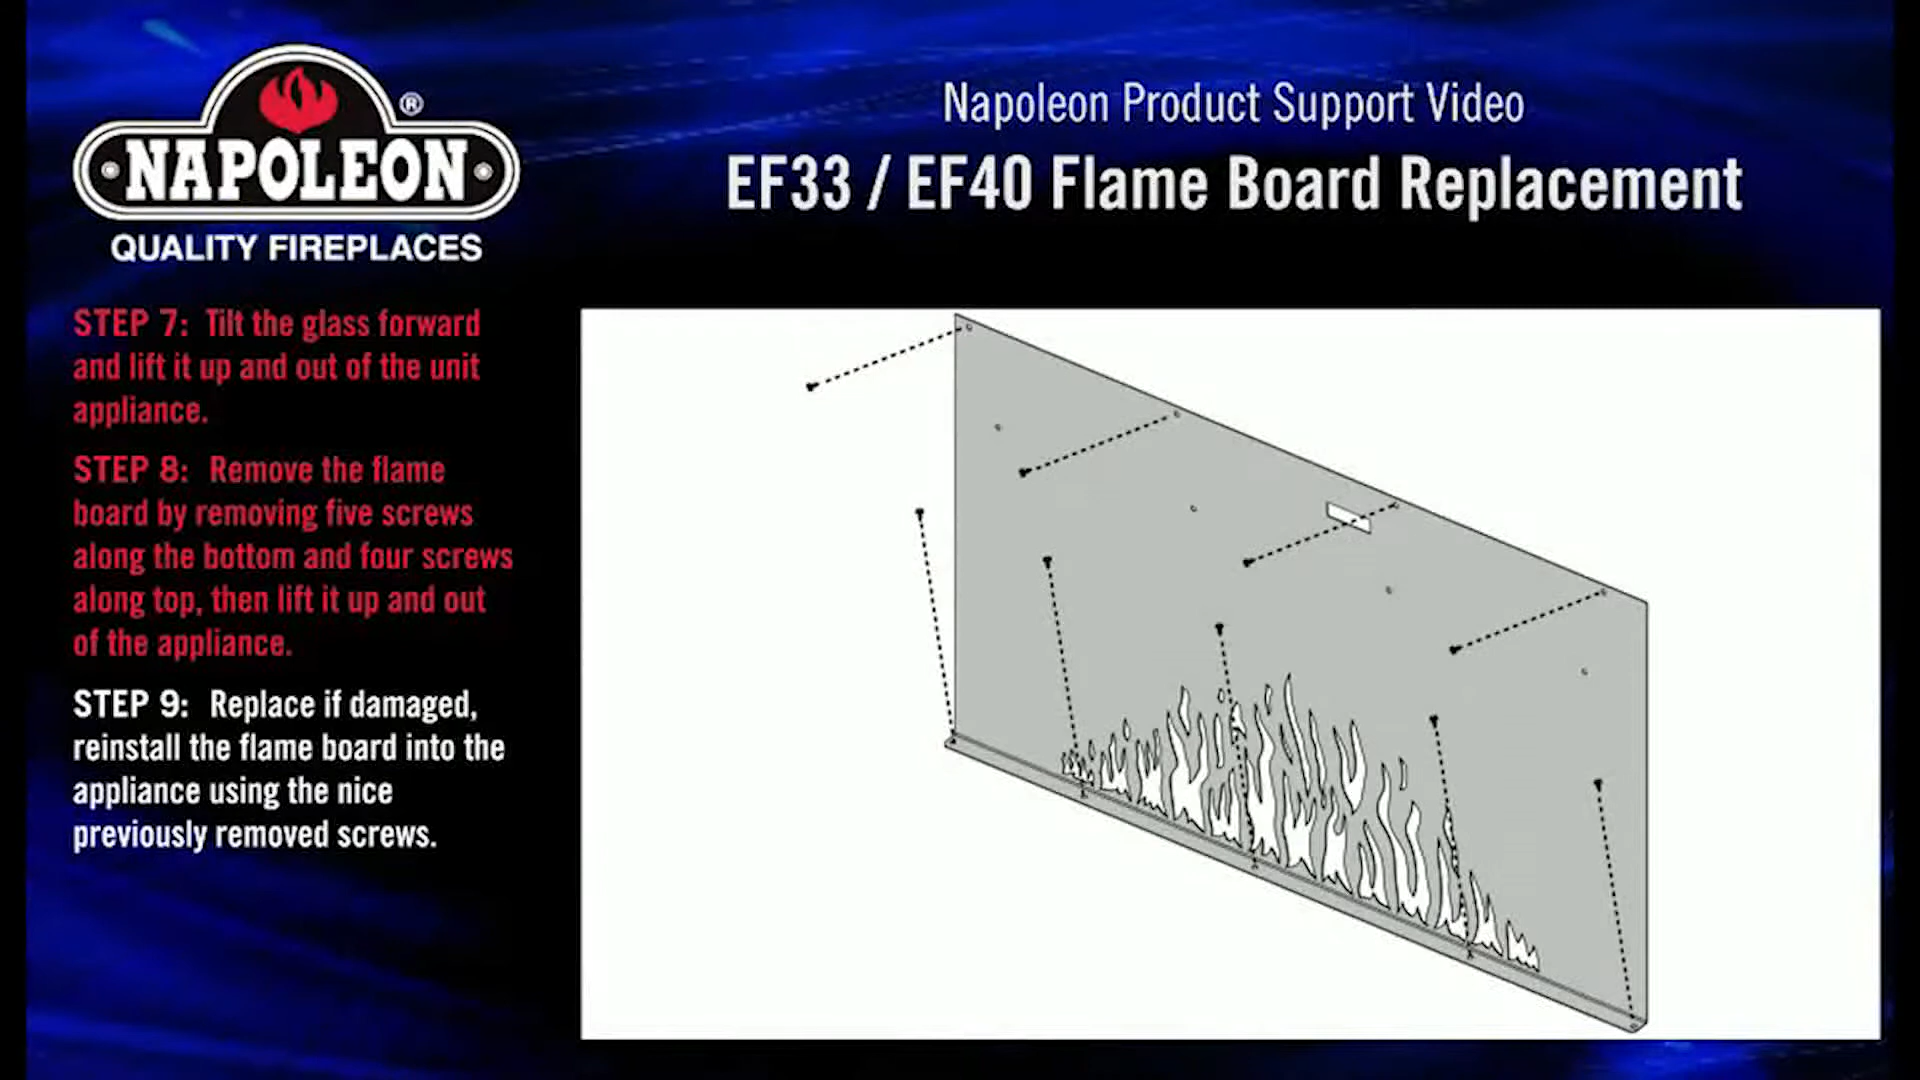 NAPOLEON®
QUALITY FIREPLACES
Napoleon Product Support Video
EF33 / EF40 Flame Board Replacement
STEP 7: Tilt the glass forward
and lift it up and out of the unit
appliance.
STEP 8: Remove the flame
board by removing five screws
along the bottom and four screws
along top, then lift it up and out
of the appliance.
STEP 9: Replace if damaged,
reinstall the flame board into the
appliance using the nice
previously removed screws.